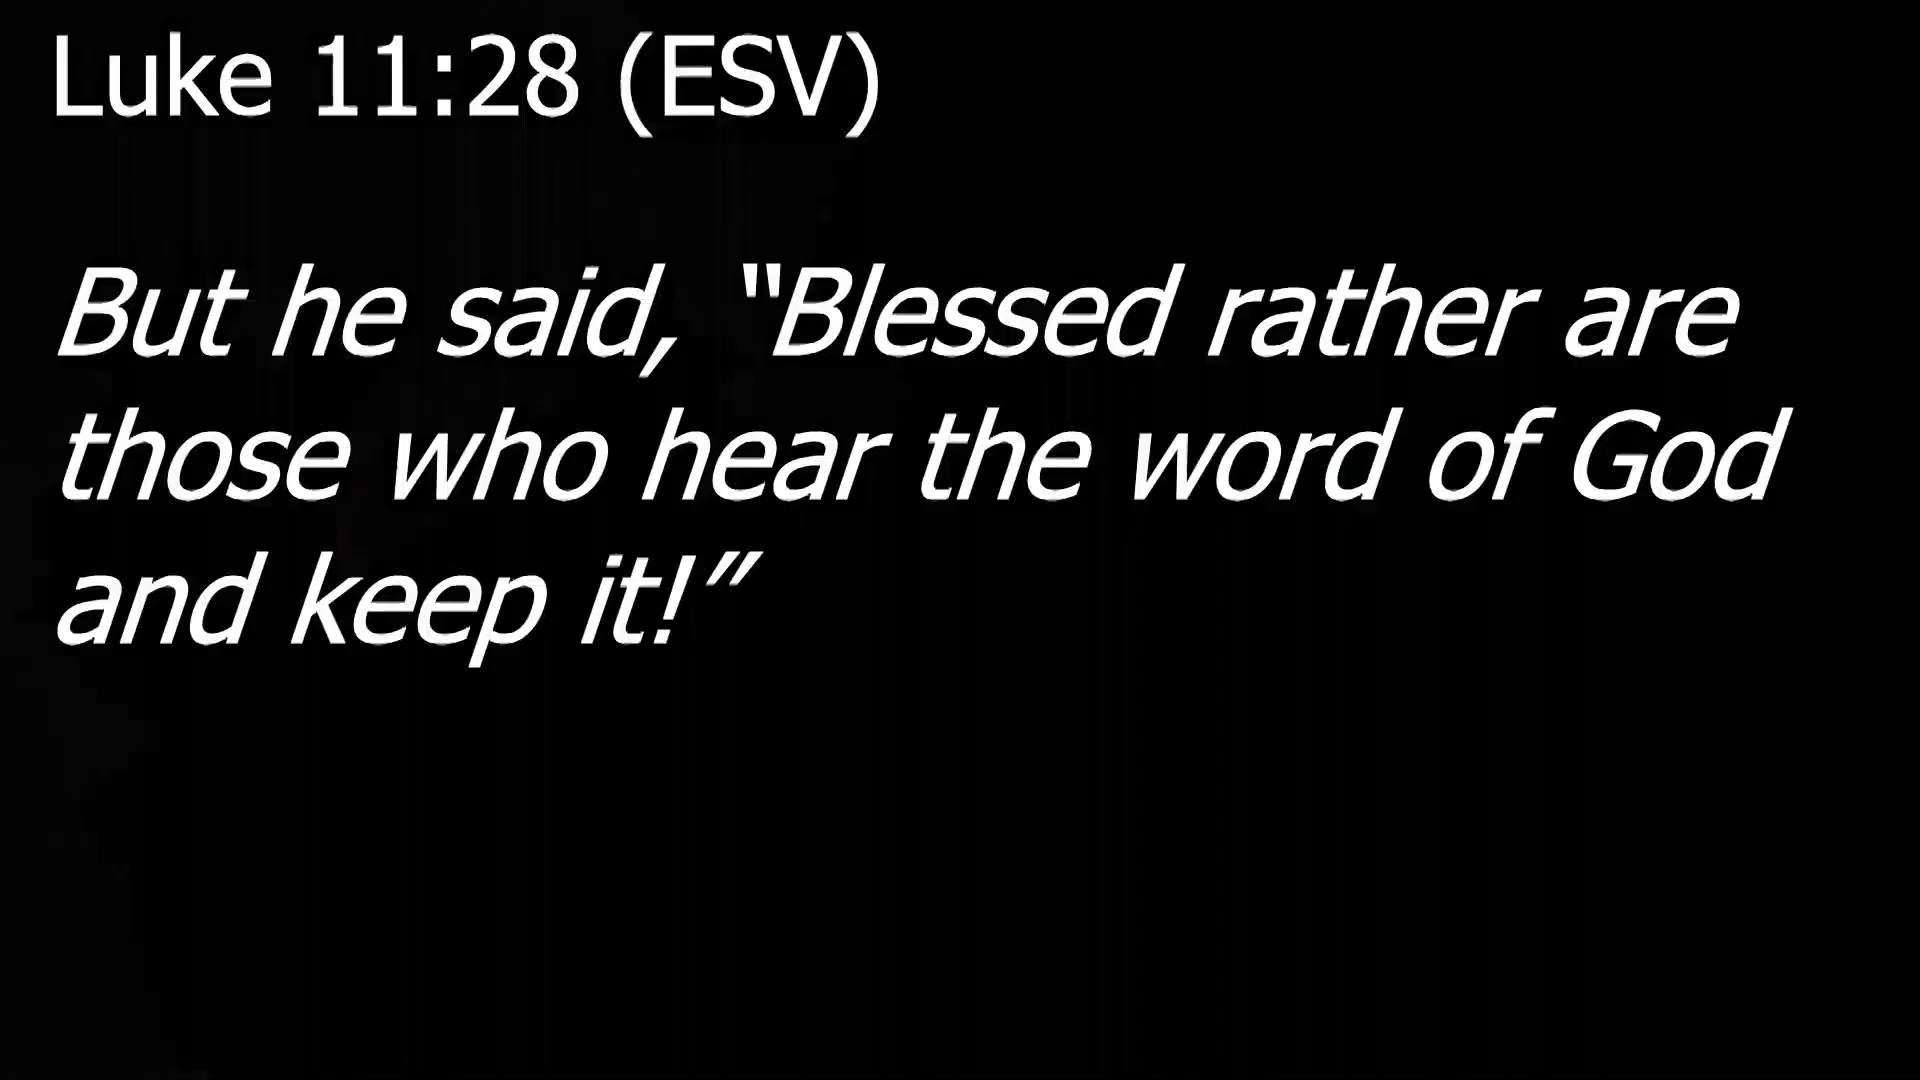 Luke 11:28 (ESV)
But he said, “Blessed rather are
those who hear the word of God
and keep it!”